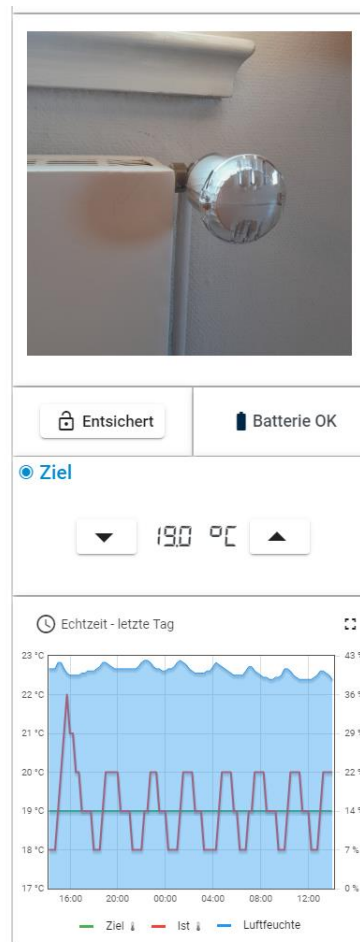 Entsichert
Batterie OK
Ziel
19.0 °C
Echtzeit - letzte Tag
23 °C
43 %
22 °C
36 %
21 °C
29 %
20 °C
22 %
19 °C
14 %
18 °C
7 %
17 °C
0 %
16:00 20:00 00:00 04:00 08:00 12:00
Ziel Ist Luftfeuchte